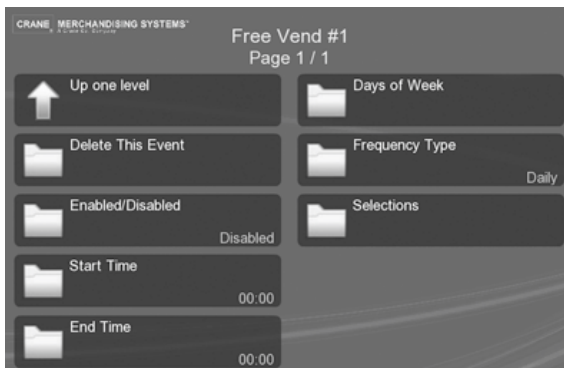 CRANE MERCHANDISING SYSTEMS
Free Vend #1
Page 1 / 1
Up one level
Delete This Event
Enabled/Disabled
Disabled
Start Time
00:00
End Time
00:00
Days of Week
Frequency Type
Daily
Selections